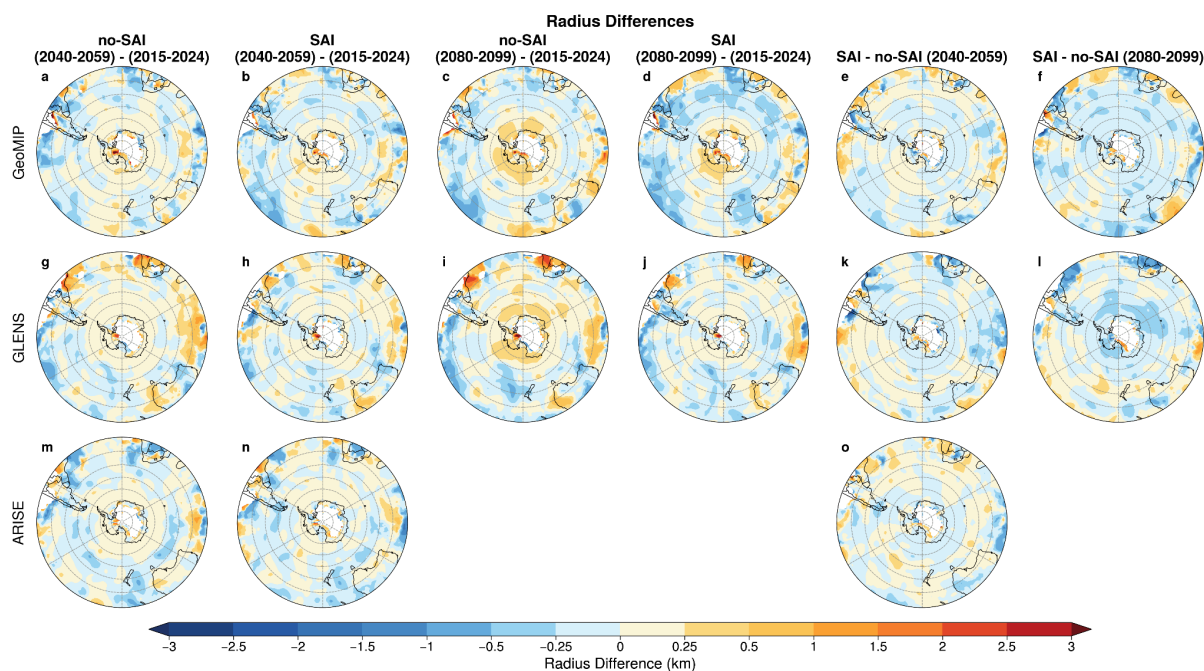 Radius Differences
no-SAI
(2040-2059) - (2015-2024)
SAI
(2040-2059) - (2015-2024)
no-SAI
(2080-2099) - (2015-2024)
SAI
(2080-2099) - (2015-2024)
SAI - no-SAI (2040-2059)
SAI - no-SAI (2080-2099)
GeoMIP
a
b
c
d
e
f
GLENS
g
h
i
j
k
l
ARISE
m
n
o
−3 −2.5 −2 −1.5 −1 −0.5 −0.25 0 0.25 0.5 1 1.5 2 2.5 3
Radius Difference (km)